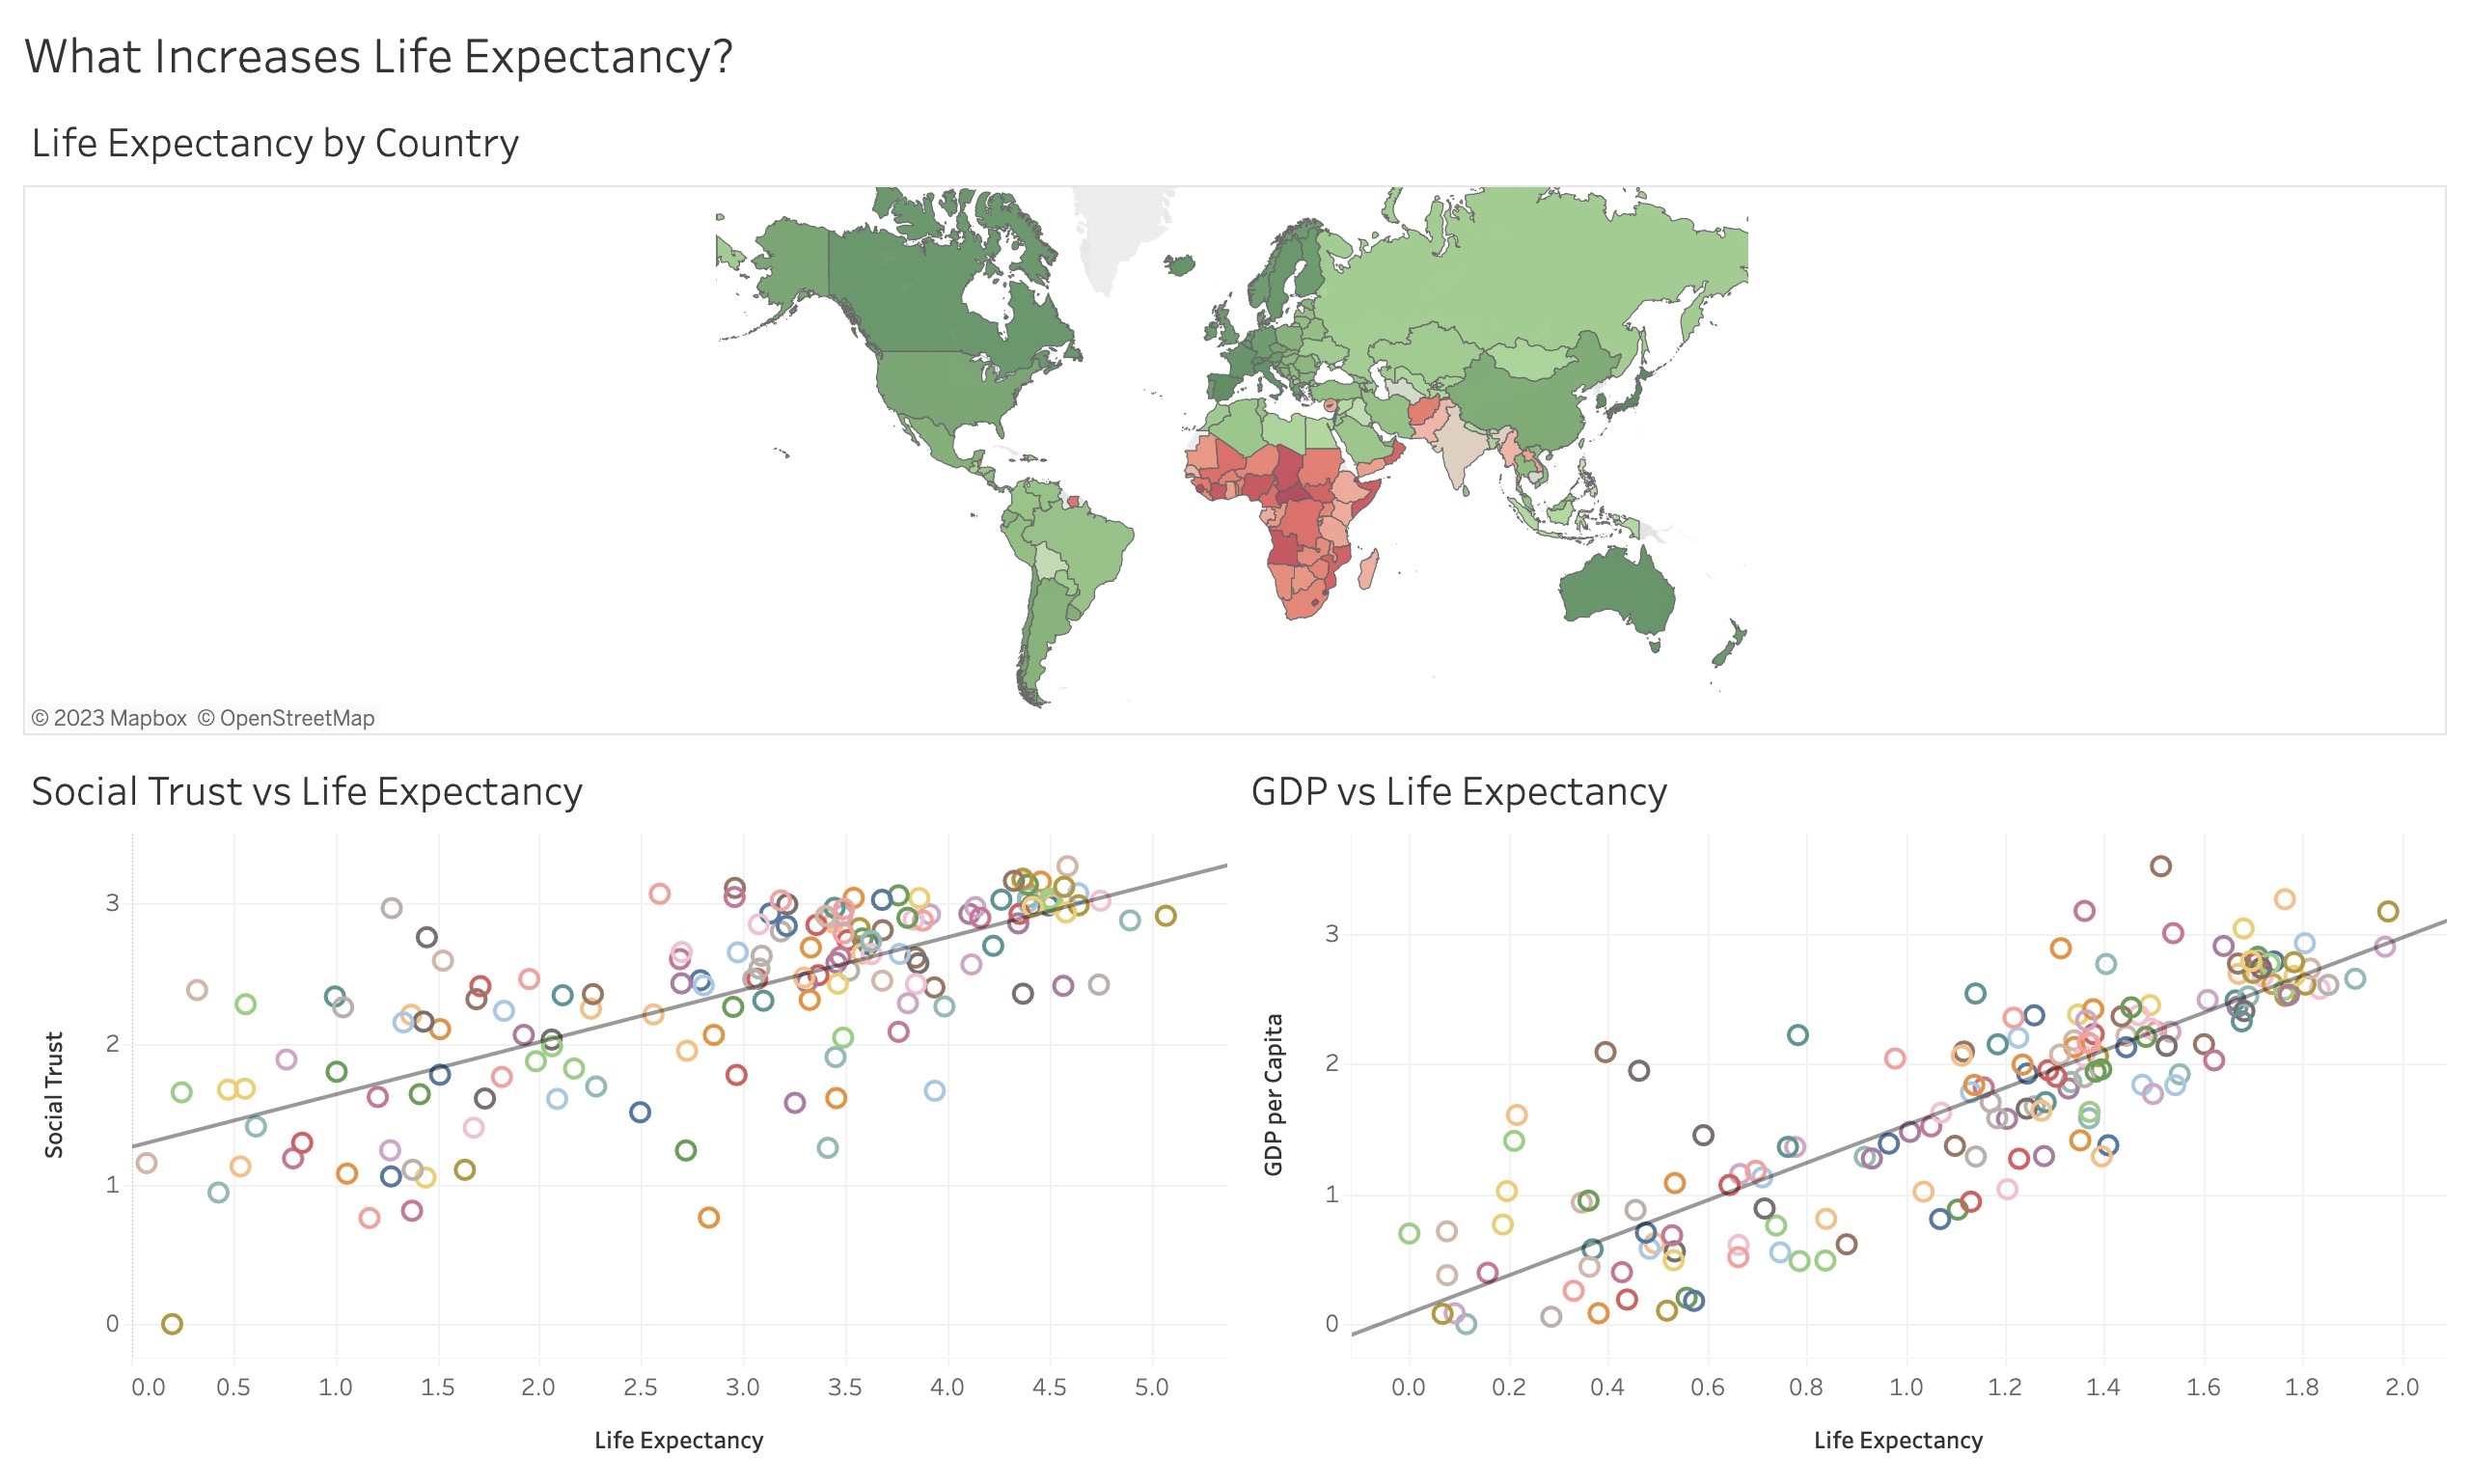 What Increases Life Expectancy?
Life Expectancy by Country
© 2023 Mapbox © OpenStreetMap
Social Trust vs Life Expectancy
3
2
1
0
Social Trust
0.0 0.5 1.0 1.5 2.0 2.5 3.0 3.5 4.0 4.5 5.0
Life Expectancy
GDP vs Life Expectancy
3
2
1
0
GDP per Capita
0.0 0.2 0.4 0.6 0.8 1.0 1.2 1.4 1.6 1.8 2.0
Life Expectancy